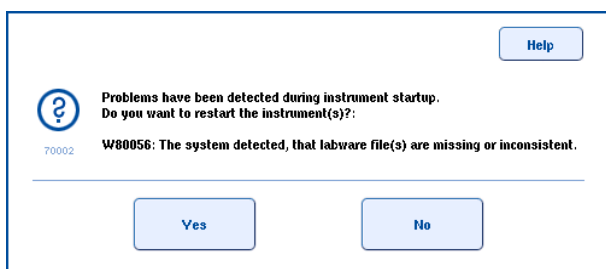 Help
Problems have been detected during instrument startup.
Do you want to restart the instrument(s)?:
70002
W80056: The system detected, that labware file(s) are missing or inconsistent.
Yes
No